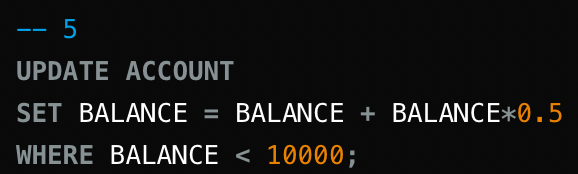 -- 5
UPDATE ACCOUNT
SET BALANCE = BALANCE + BALANCE*0.5
WHERE BALANCE < 10000;